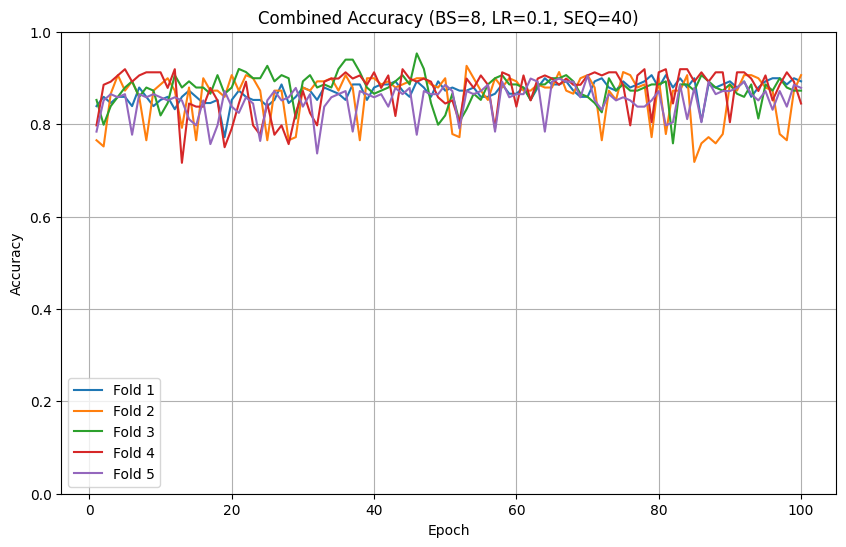 Combined Accuracy (BS=8, LR=0.1, SEQ=40)
1.0
0.8
0.6
0.4
0.2
0.0
Accuracy
Fold 1
Fold 2
Fold 3
Fold 4
Fold 5
0 20 40 60 80 100
Epoch